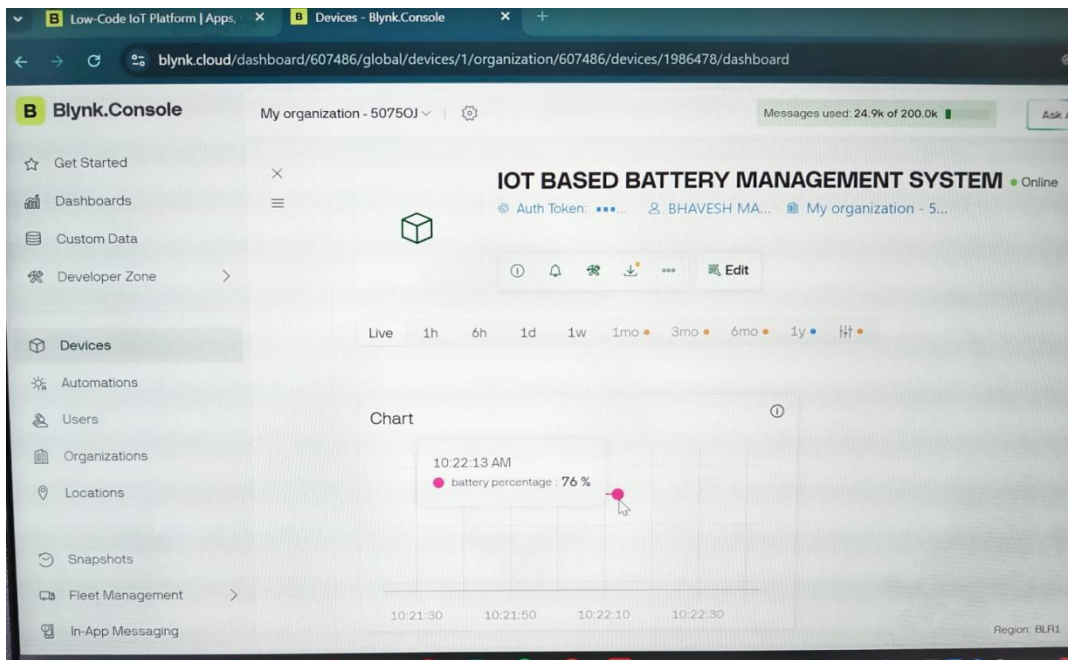 Low-Code IoT Platform | Apps,
Devices - Blynk.Console
blynk.cloud/dashboard/607486/global/devices/1/organization/607486/devices/1986478/dashboard
B Blynk.Console
My organization - 5075OJ
Messages used: 24.9k of 200.0k
Ask
Get Started
Dashboards
Custom Data
Developer Zone
Devices
Automations
Users
Organizations
Locations
Snapshots
Fleet Management
In-App Messaging
IOT BASED BATTERY MANAGEMENT SYSTEM
Online
Auth Token: ▪▪▪... BHAVESH MA... My organization - 5...
Edit
Live 1h 6h 1d 1w 1mo 3mo 6mo 1y
Chart
10:22:13 AM
battery percentage : 76 %
10:21:30 10:21:50 10:22:10 10:22:30
Region: BLR1